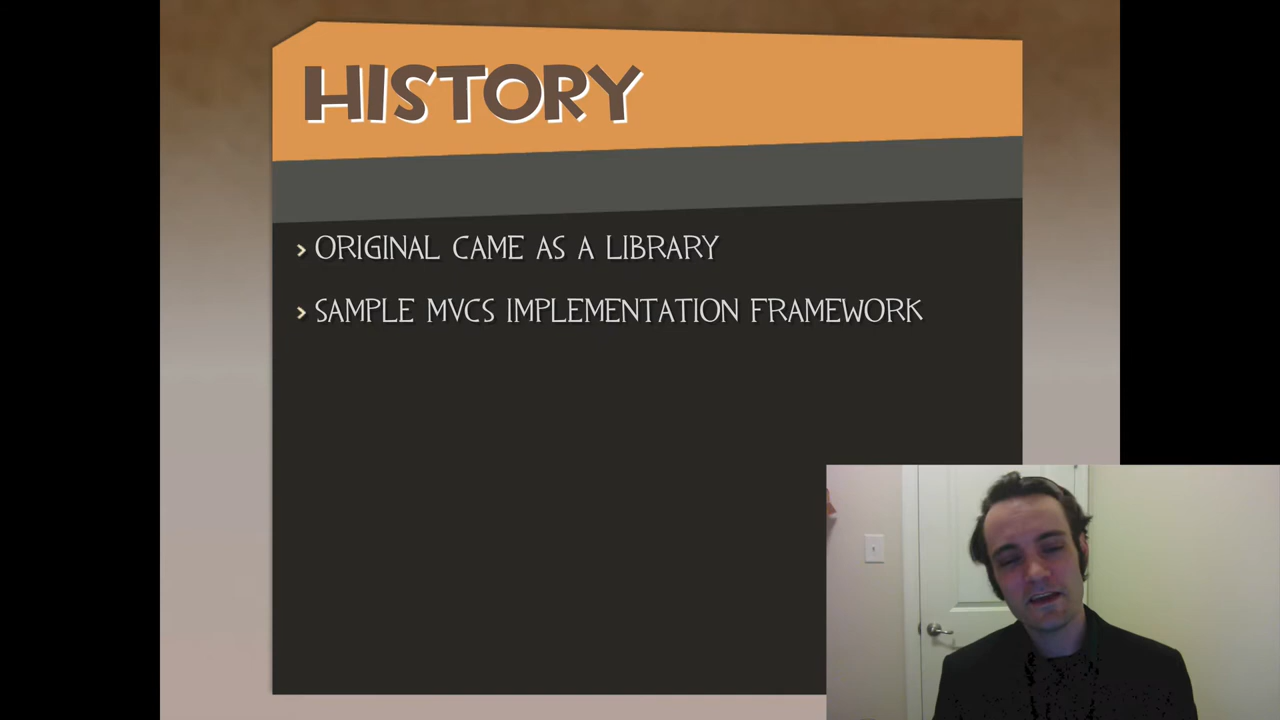 HISTORY
› ORIGINAL CAME AS A LIBRARY
› SAMPLE MVCS IMPLEMENTATION FRAMEWORK